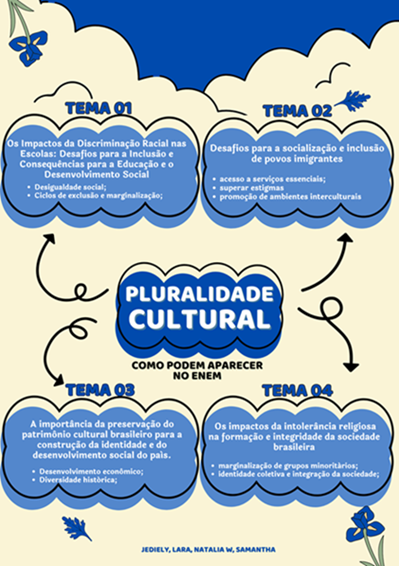 TEMA 01
Os Impactos da Discriminação Racial nas
Escolas: Desafios para a Inclusão e
Consequências para a Educação e o
Desenvolvimento Social
• Desigualdade social;
• Ciclos de exclusão e marginalização;
TEMA 02
Desafios para a socialização e inclusão
de povos imigrantes
• acesso a serviços essenciais;
• superar estigmas
• promoção de ambientes interculturais
PLURALIDADE
CULTURAL
COMO PODEM APARECER
NO ENEM
TEMA 03
A importância da preservação do
patrimônio cultural brasileiro para a
construção da identidade e do
desenvolvimento social do país.
• Desenvolvimento econômico;
• Diversidade histórica;
TEMA 04
Os impactos da intolerância religiosa
na formação e integridade da sociedade
brasileira
• marginalização de grupos minoritários;
• identidade coletiva e integração da sociedade;
JEDIELY, LARA, NATALIA W, SAMANTHA